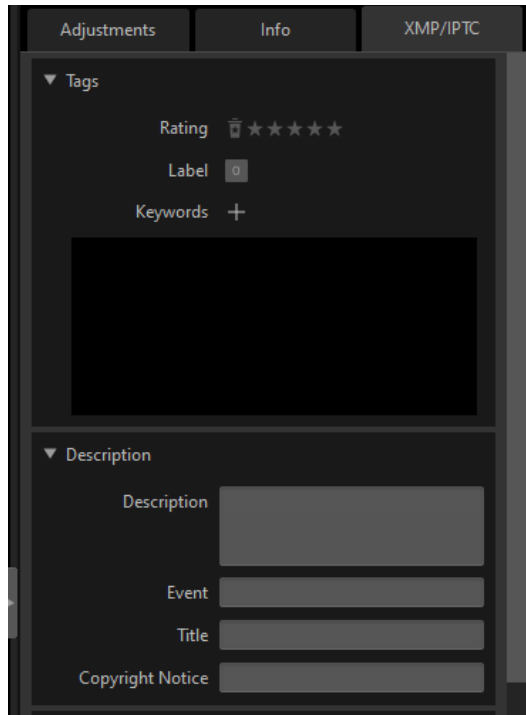 Adjustments Info XMP/IPTC
Tags
Rating
Label 0
Keywords
Description
Description
Event
Title
Copyright Notice